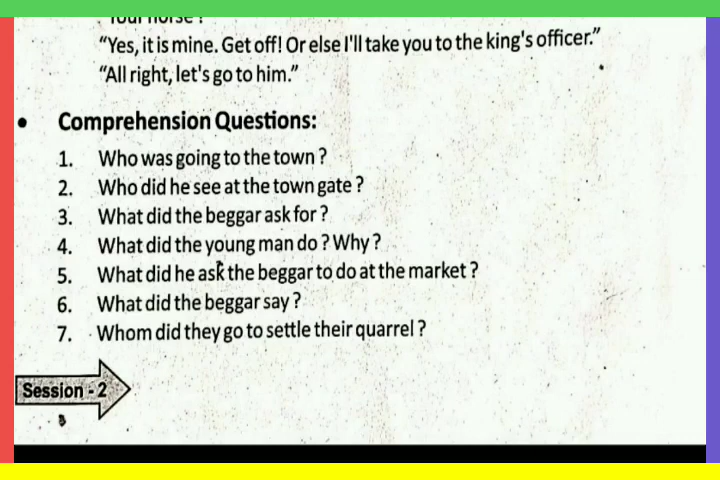 "Yes, it is mine. Get off! Or else I'll take you to the king's officer."
"All right, let's go to him."
• Comprehension Questions:
1. Who was going to the town ?
2. Who did he see at the town gate ?
3. What did the beggar ask for ?
4. What did the young man do ? Why ?
5. What did he ask the beggar to do at the market ?
6. What did the beggar say ?
7. Whom did they go to settle their quarrel ?
Session - 2